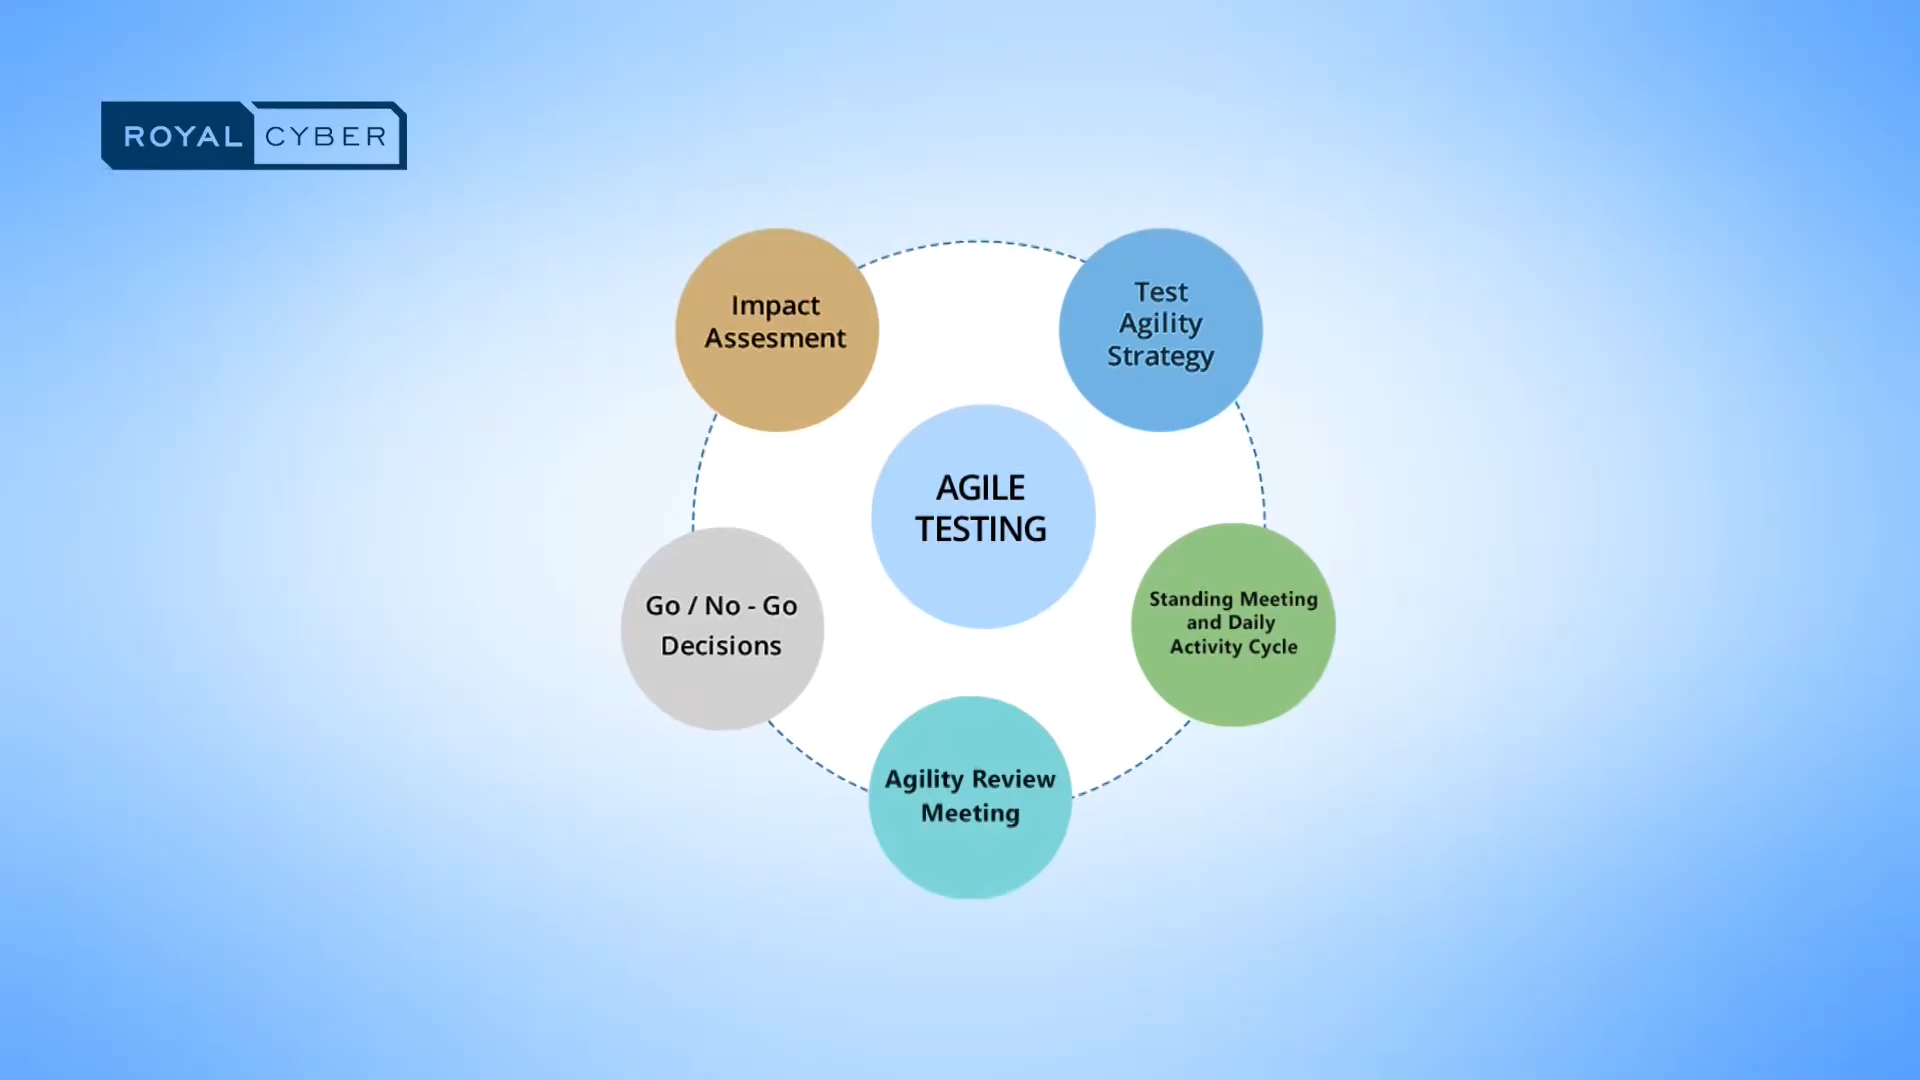 ROYAL CYBER
Impact
Assesment
Test
Agility
Strategy
AGILE
TESTING
Go / No - Go
Decisions
Standing Meeting
and Daily
Activity Cycle
Agility Review
Meeting